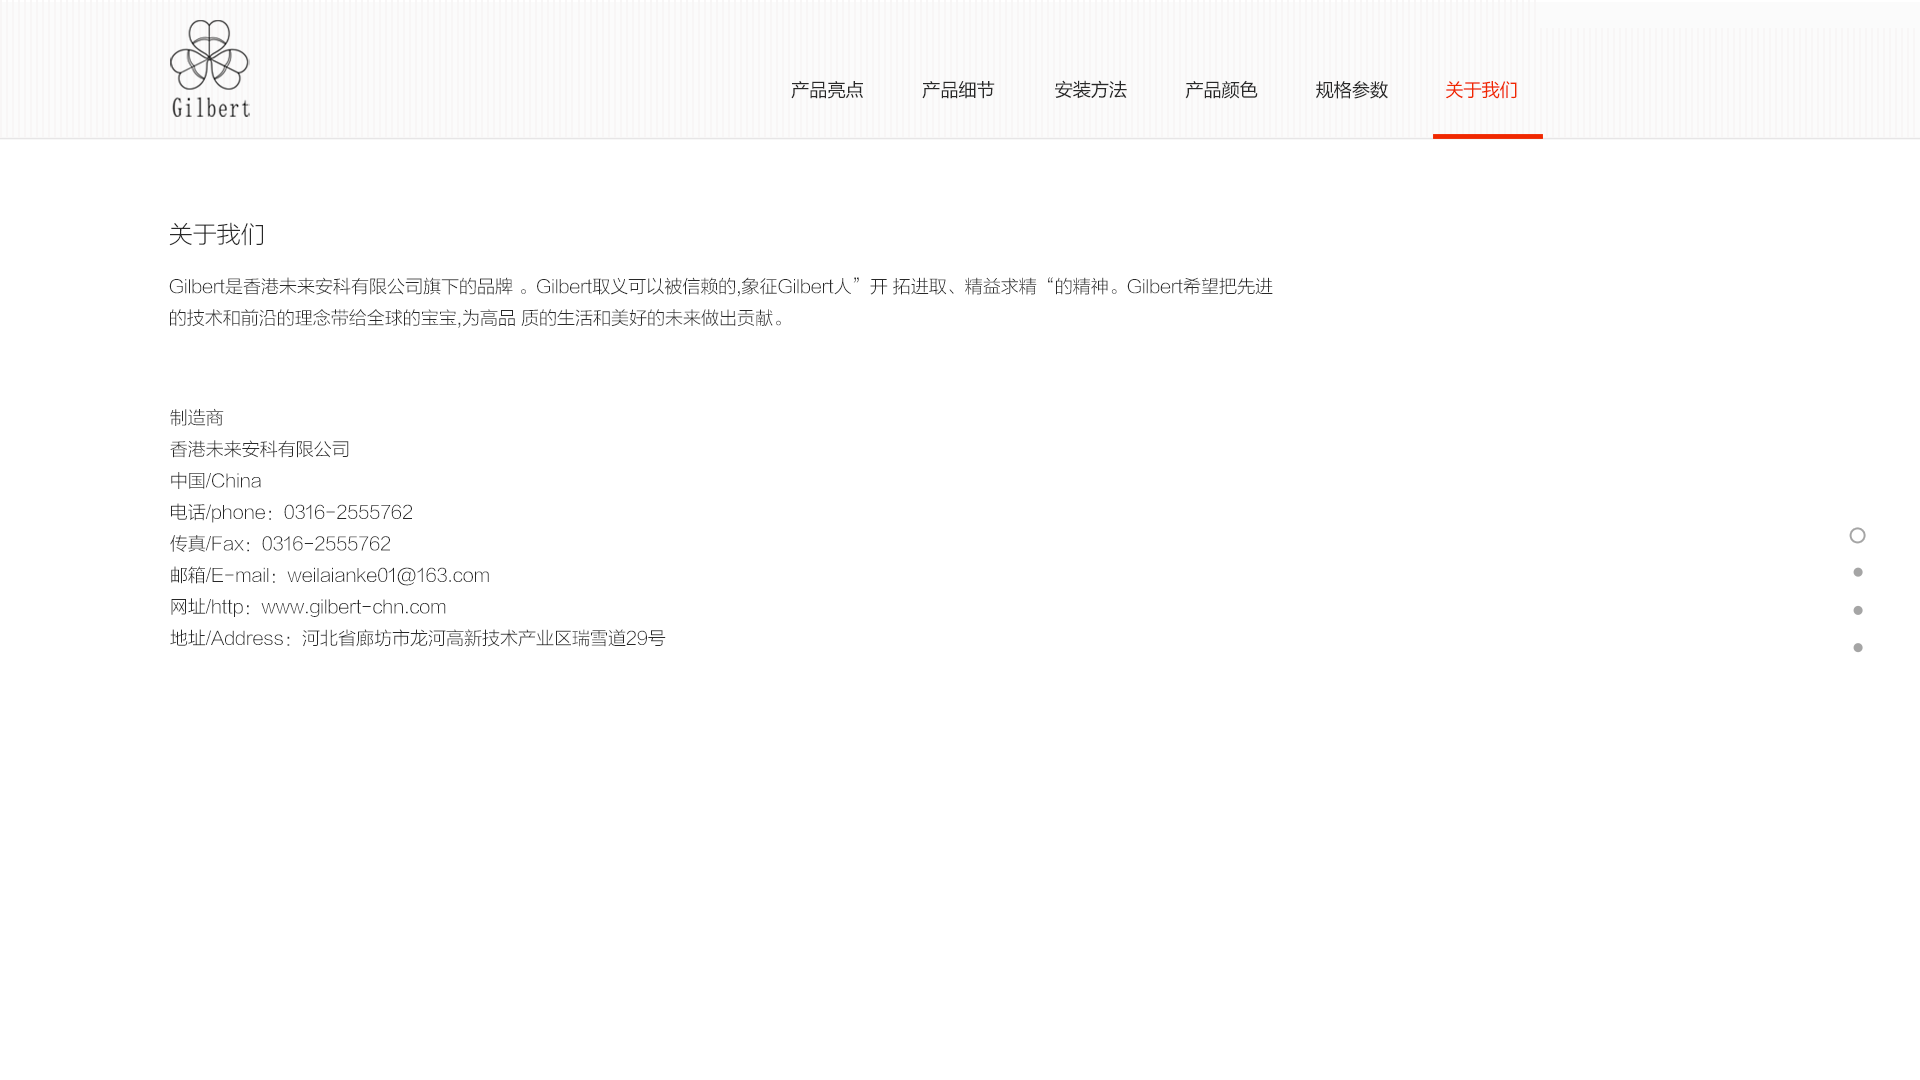 Gilbert
产品亮点
产品细节
安装方法
产品颜色
规格参数
关于我们
关于我们
Gilbert是香港未来安科有限公司旗下的品牌 。Gilbert取义可以被信赖的,象征Gilbert人”开 拓进取、精益求精“的精神。Gilbert希望把先进
的技术和前沿的理念带给全球的宝宝,为高品 质的生活和美好的未来做出贡献。
制造商
香港未来安科有限公司
中国/China
电话/phone：0316-2555762
传真/Fax：0316-2555762
邮箱/E-mail：weilaianke01@163.com
网址/http：www.gilbert-chn.com
地址/Address：河北省廊坊市龙河高新技术产业区瑞雪道29号